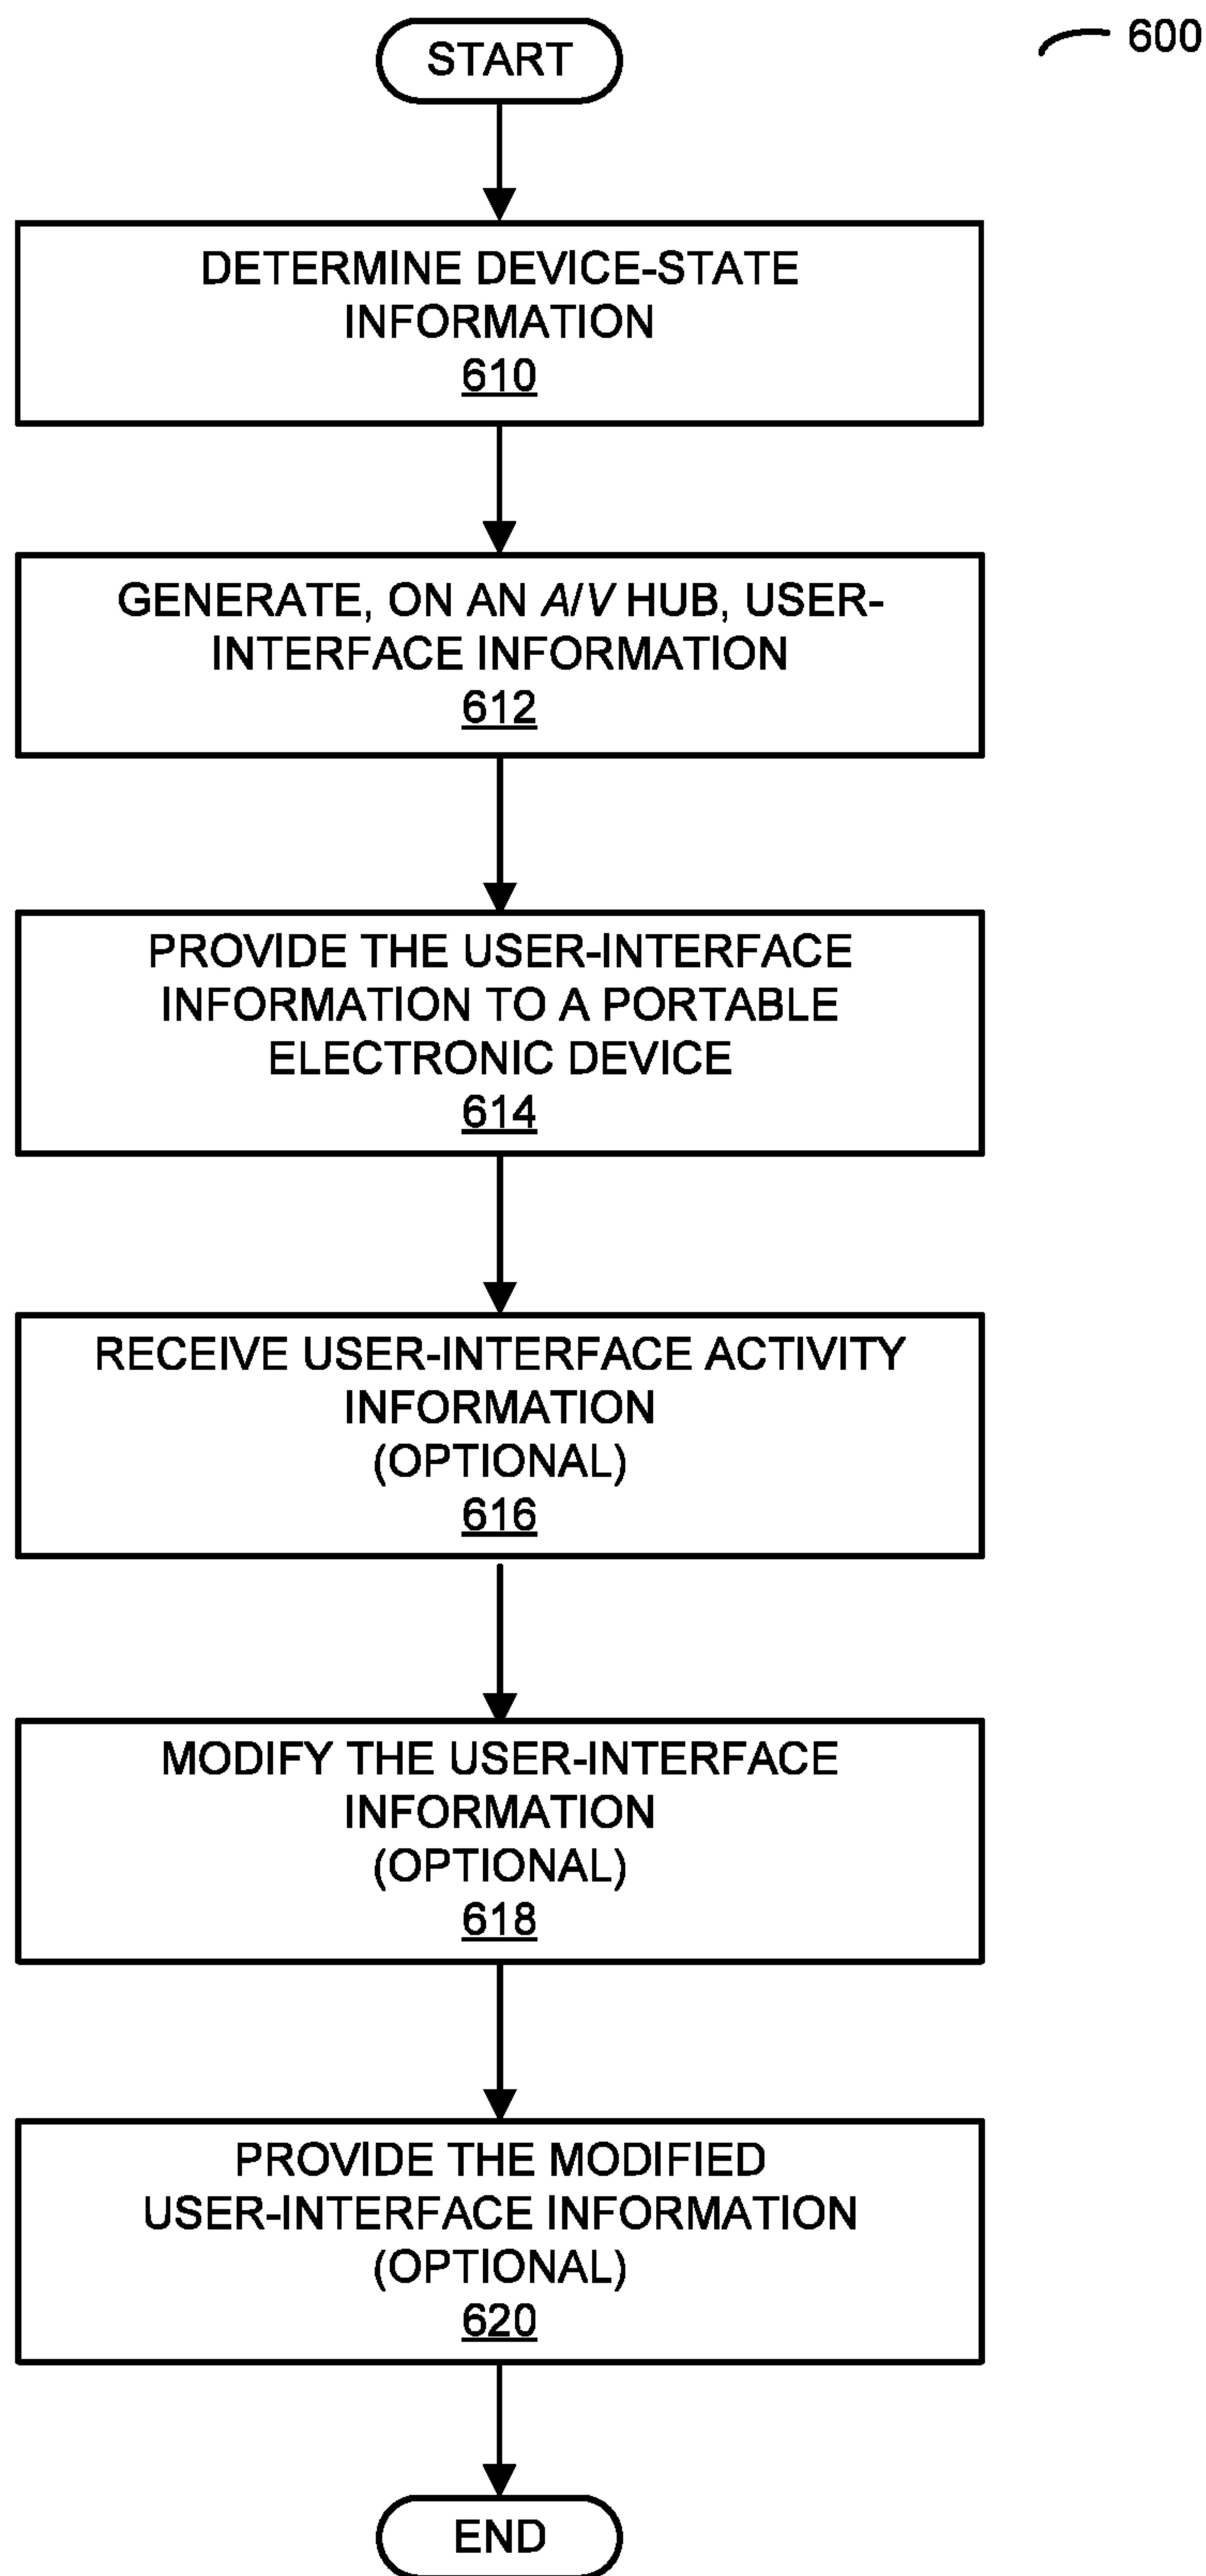 START
600
DETERMINE DEVICE-STATE
INFORMATION
610
GENERATE, ON AN A/V HUB, USER-
INTERFACE INFORMATION
612
PROVIDE THE USER-INTERFACE
INFORMATION TO A PORTABLE
ELECTRONIC DEVICE
614
RECEIVE USER-INTERFACE ACTIVITY
INFORMATION
(OPTIONAL)
616
MODIFY THE USER-INTERFACE
INFORMATION
(OPTIONAL)
618
PROVIDE THE MODIFIED
USER-INTERFACE INFORMATION
(OPTIONAL)
620
END